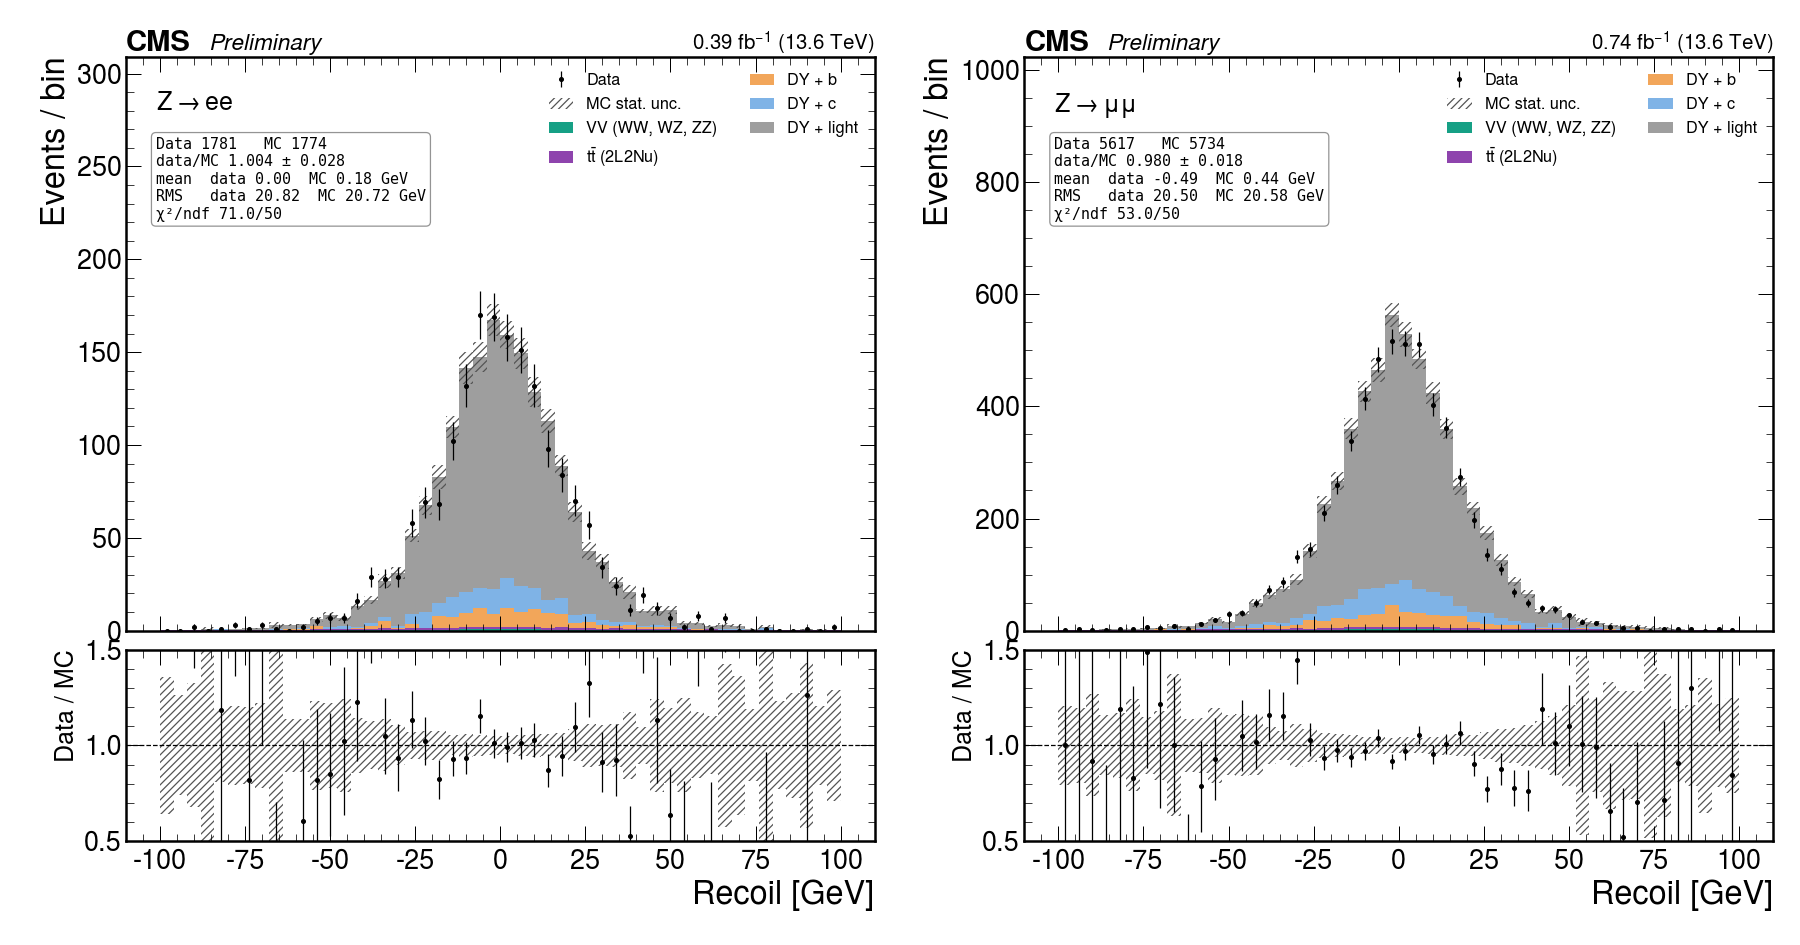 CMS Preliminary 0.39 fb⁻¹ (13.6 TeV)
Events / bin
300
250
200
150
100
50
0
Z → ee
Data 1781   MC 1774
data/MC 1.004 ± 0.028
mean  data 0.00  MC 0.18 GeV
RMS   data 20.82  MC 20.72 GeV
χ²/ndf 71.0/50
Data
MC stat. unc.
VV (WW, WZ, ZZ)
tt̄ (2L2Nu)
DY + b
DY + c
DY + light
Data / MC
1.5
1.0
0.5
-100 -75 -50 -25 0 25 50 75 100
Recoil [GeV]
CMS Preliminary 0.74 fb⁻¹ (13.6 TeV)
Events / bin
1000
800
600
400
200
0
Z → μμ
Data 5617   MC 5734
data/MC 0.980 ± 0.018
mean  data -0.49  MC 0.44 GeV
RMS   data 20.50  MC 20.58 GeV
χ²/ndf 53.0/50
Data
MC stat. unc.
VV (WW, WZ, ZZ)
tt̄ (2L2Nu)
DY + b
DY + c
DY + light
Data / MC
1.5
1.0
0.5
-100 -75 -50 -25 0 25 50 75 100
Recoil [GeV]